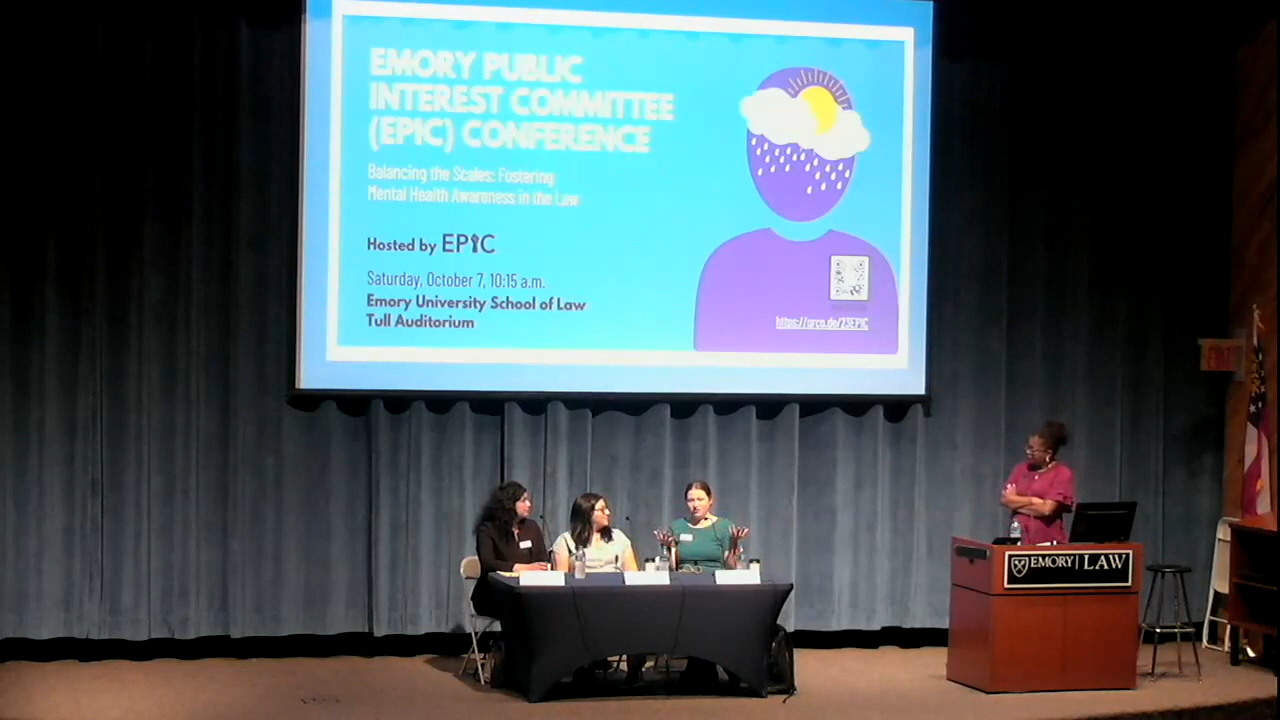 EMORY PUBLIC
INTEREST COMMITTEE
(EPIC) CONFERENCE
Balancing the Scales: Fostering
Mental Health Awareness in the Law
Hosted by EPIC
Saturday, October 7, 10:15 a.m.
Emory University School of Law
Tull Auditorium
https://qrco.de/23EPIC
EXIT
EMORY | LAW